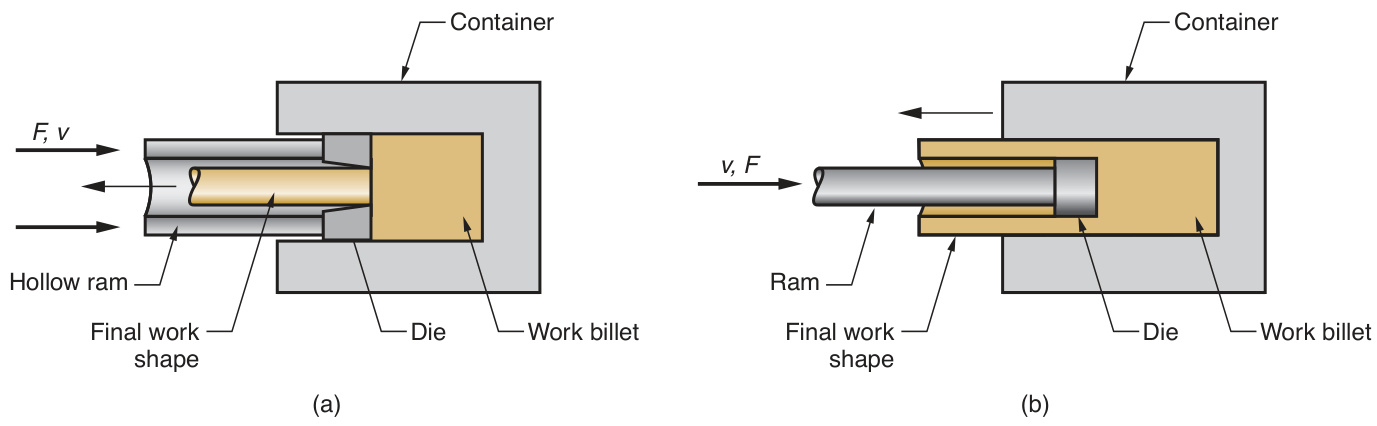 Container
F, v
Hollow ram
Final work
shape
Die
Work billet
(a)
Container
v, F
Ram
Final work
shape
Die
Work billet
(b)